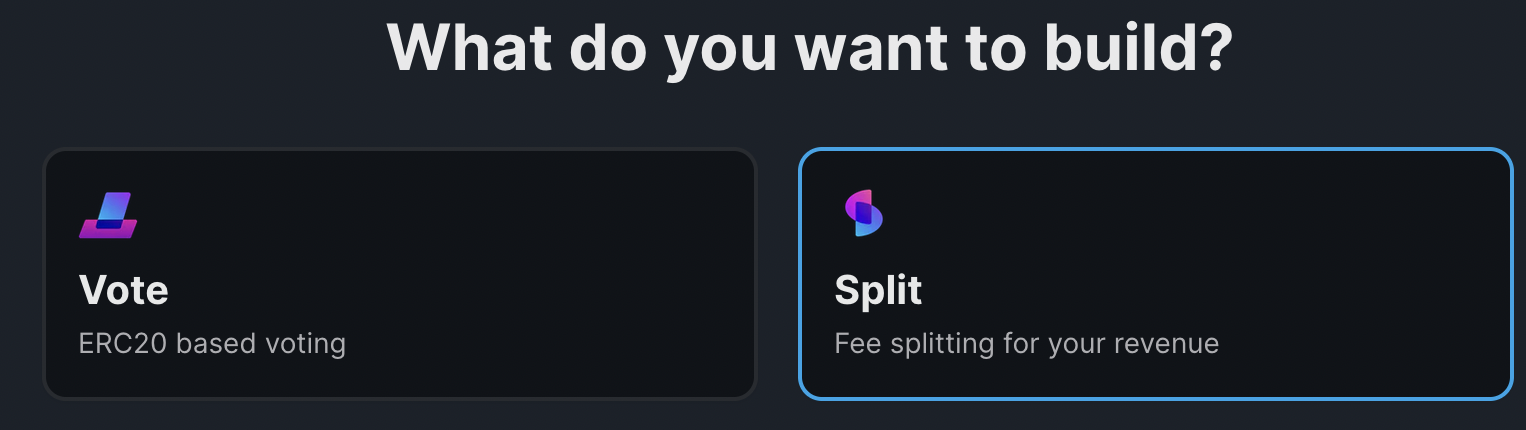 What do you want to build?
Vote
ERC20 based voting
Split
Fee splitting for your revenue